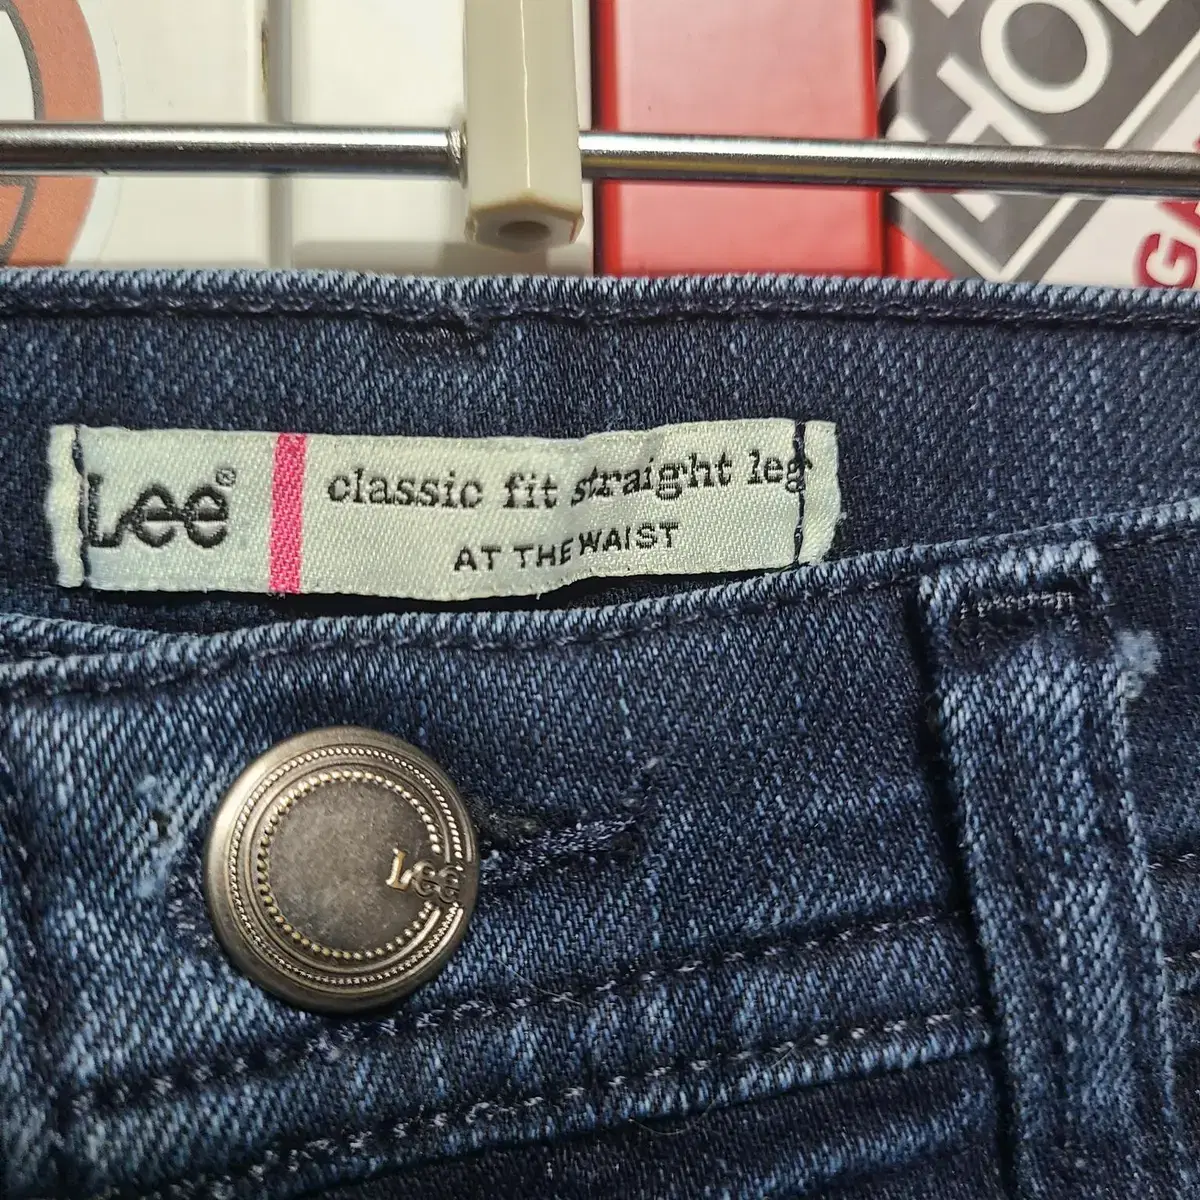 Lee®
classic fit straight leg
AT THE WAIST
Lee